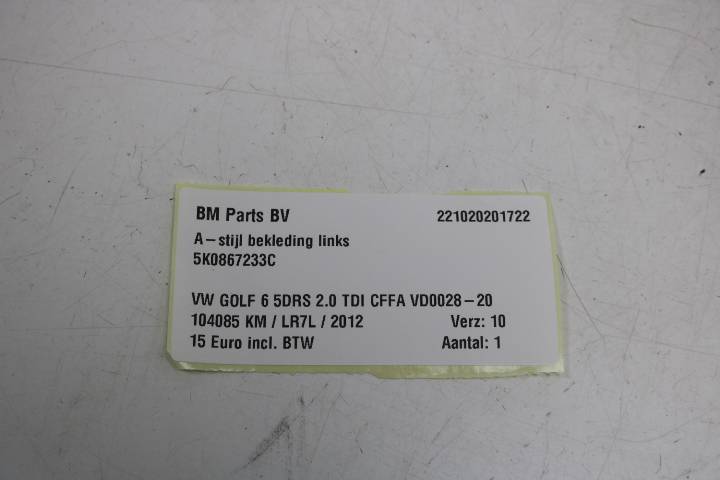 BM Parts BV 221020201722
A-stijl bekleding links
5K0867233C
VW GOLF 6 5DRS 2.0 TDI CFFA VD0028-20
104085 KM / LR7L / 2012 Verz: 10
15 Euro incl. BTW Aantal: 1